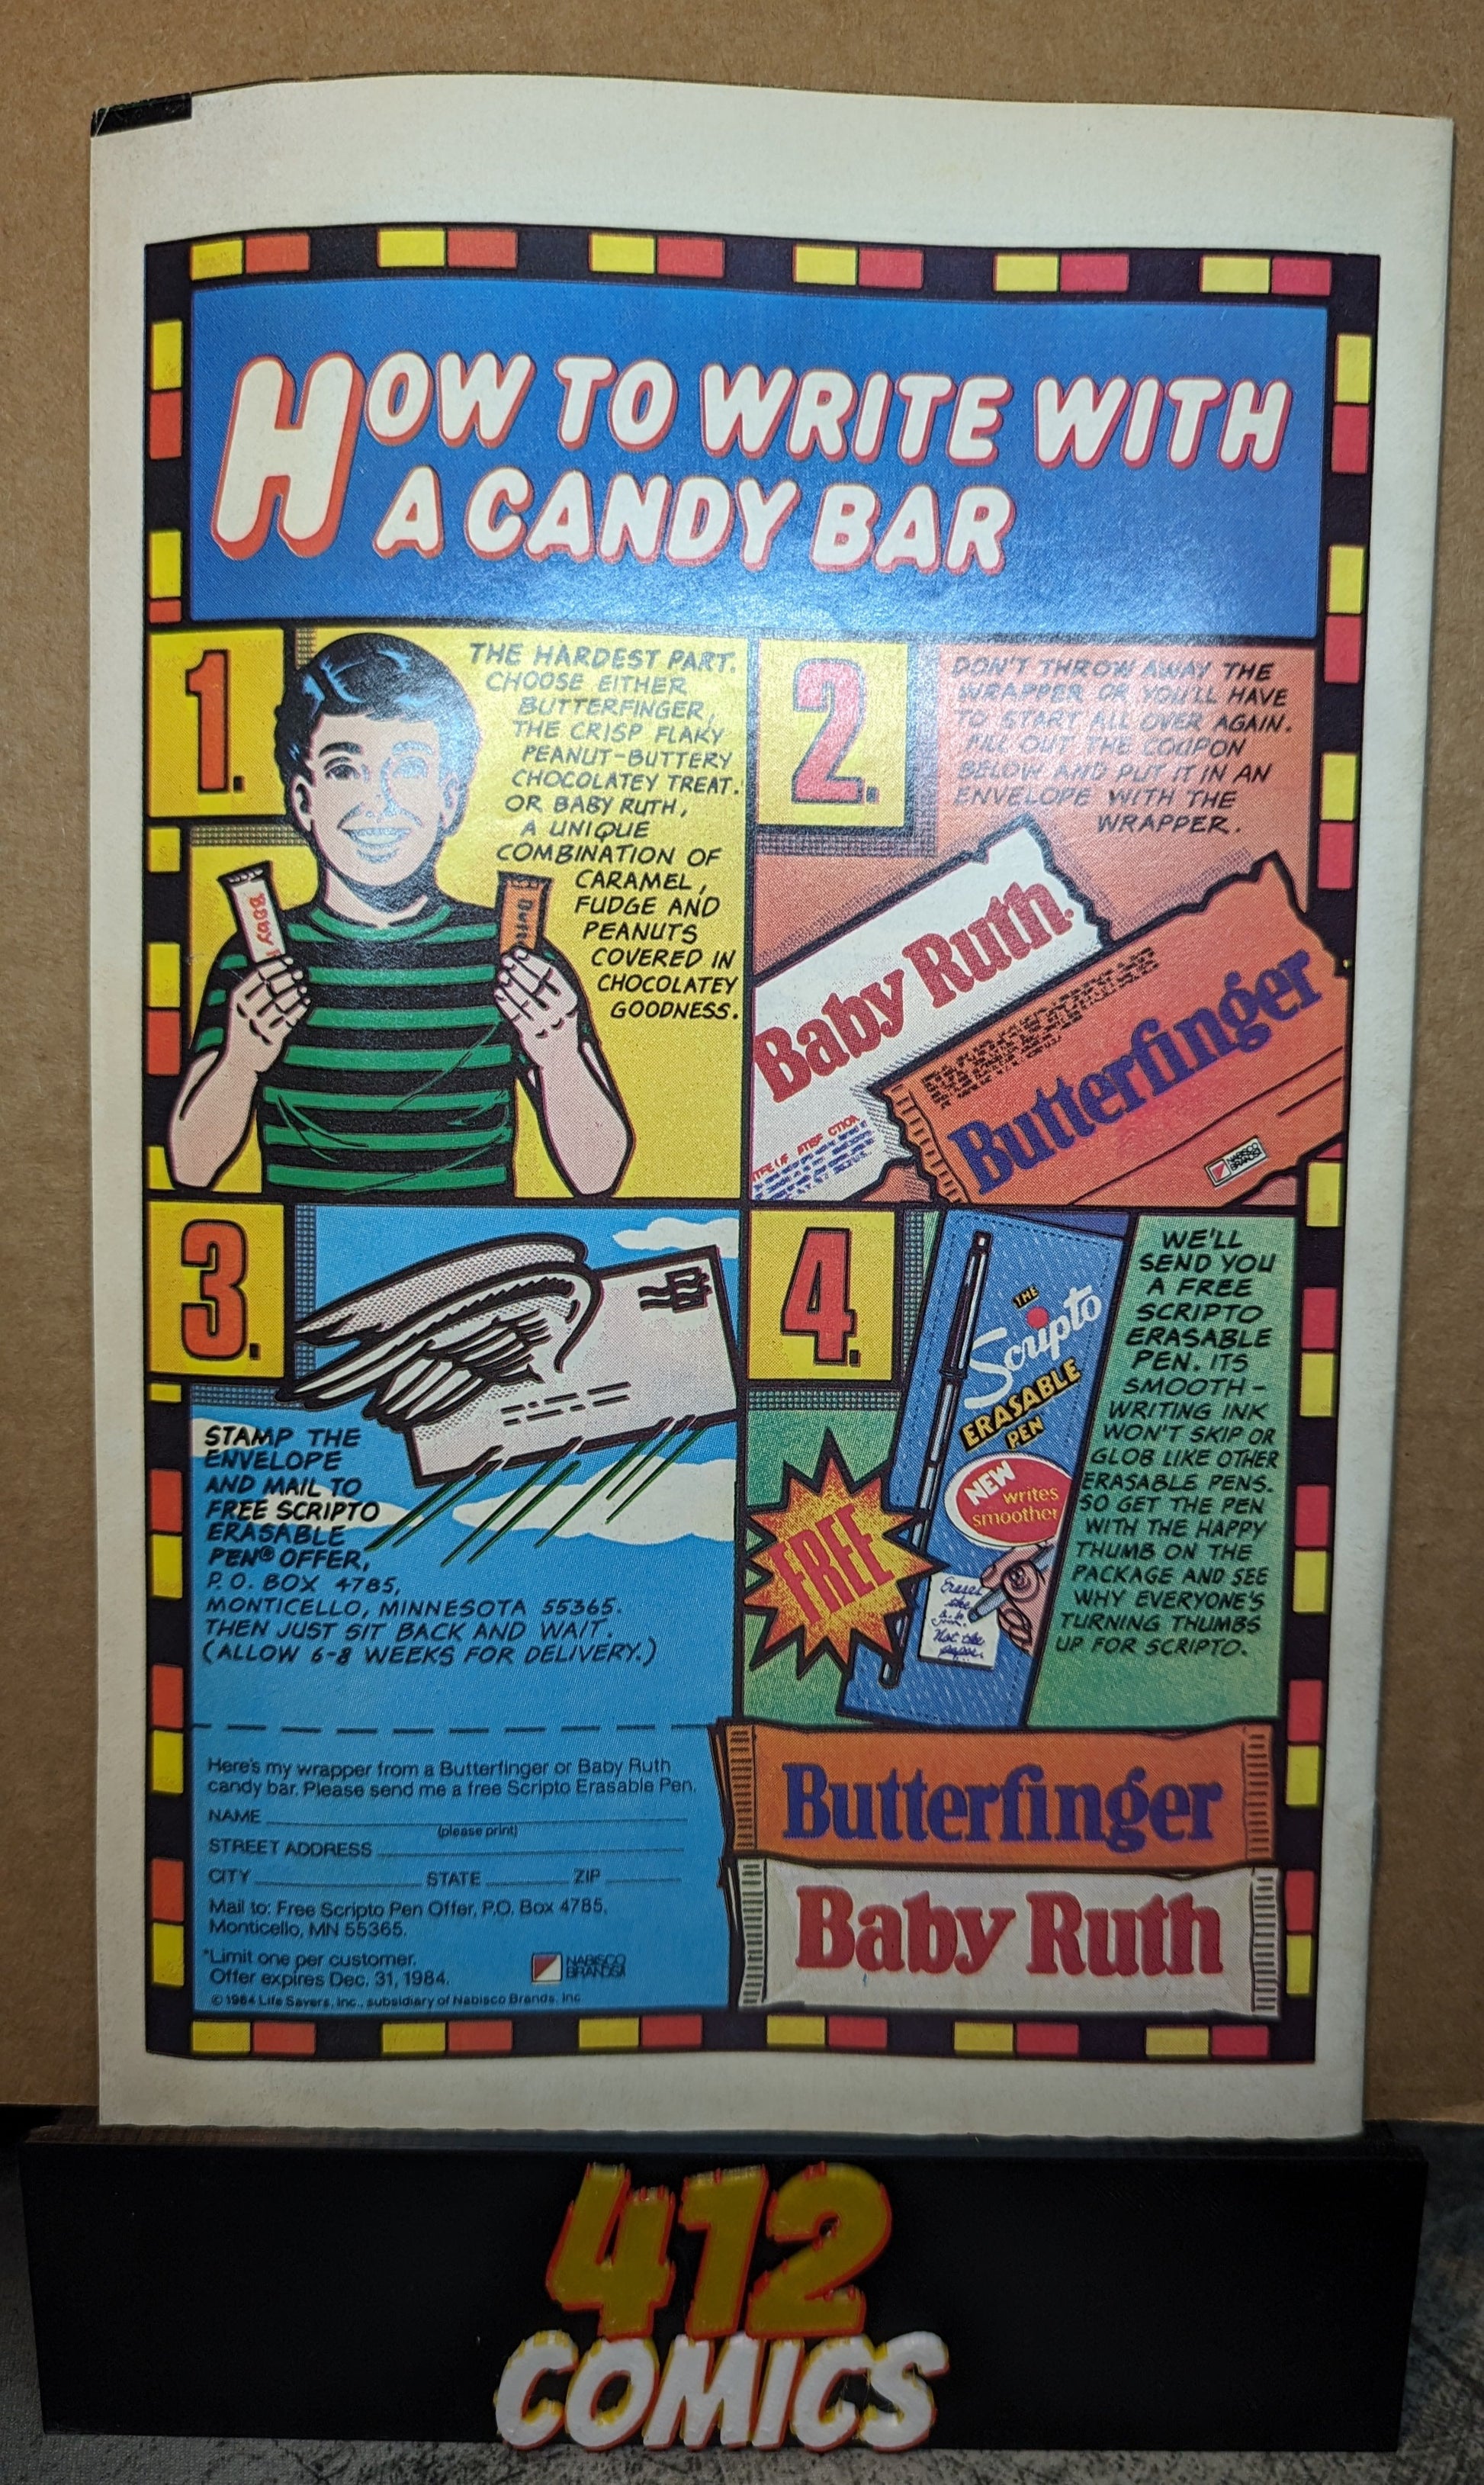 HOW TO WRITE WITH
A CANDY BAR
1.
THE HARDEST PART.
CHOOSE EITHER
BUTTERFINGER,
THE CRISP FLAKY
PEANUT-BUTTERY
CHOCOLATEY TREAT.
OR BABY RUTH,
A UNIQUE
COMBINATION OF
CARAMEL,
FUDGE AND
PEANUTS
COVERED IN
CHOCOLATEY
GOODNESS.
Baby
Butt
2.
DON'T THROW AWAY THE
WRAPPER OR YOU'LL HAVE
TO START ALL OVER AGAIN.
FILL OUT THE COUPON
BELOW AND PUT IT IN AN
ENVELOPE WITH THE
WRAPPER.
Baby Ruth
Butterfinger
NABISCO
BRANDS
3.
STAMP THE
ENVELOPE
AND MAIL TO
FREE SCRIPTO
ERASABLE
PEN® OFFER,
P.O. BOX 4785,
MONTICELLO, MINNESOTA 55365.
THEN JUST SIT BACK AND WAIT.
(ALLOW 6-8 WEEKS FOR DELIVERY.)
4.
THE
Scripto
ERASABLE
PEN
NEW
writes
smoother
FREE
WE'LL
SEND YOU
A FREE
SCRIPTO
ERASABLE
PEN. ITS
SMOOTH-
WRITING INK
WON'T SKIP OR
GLOB LIKE OTHER
ERASABLE PENS.
SO GET THE PEN
WITH THE HAPPY
THUMB ON THE
PACKAGE AND SEE
WHY EVERYONE'S
TURNING THUMBS
UP FOR SCRIPTO.
Here's my wrapper from a Butterfinger or Baby Ruth
candy bar. Please send me a free Scripto Erasable Pen.
NAME
(please print)
STREET ADDRESS
CITY STATE ZIP
Mail to: Free Scripto Pen Offer, P.O. Box 4785,
Monticello, MN 55365.
*Limit one per customer.
Offer expires Dec. 31, 1984.
NABISCO
BRANDS
© 1984 Life Savers, Inc., subsidiary of Nabisco Brands, Inc
Butterfinger
Baby Ruth
412
COMICS